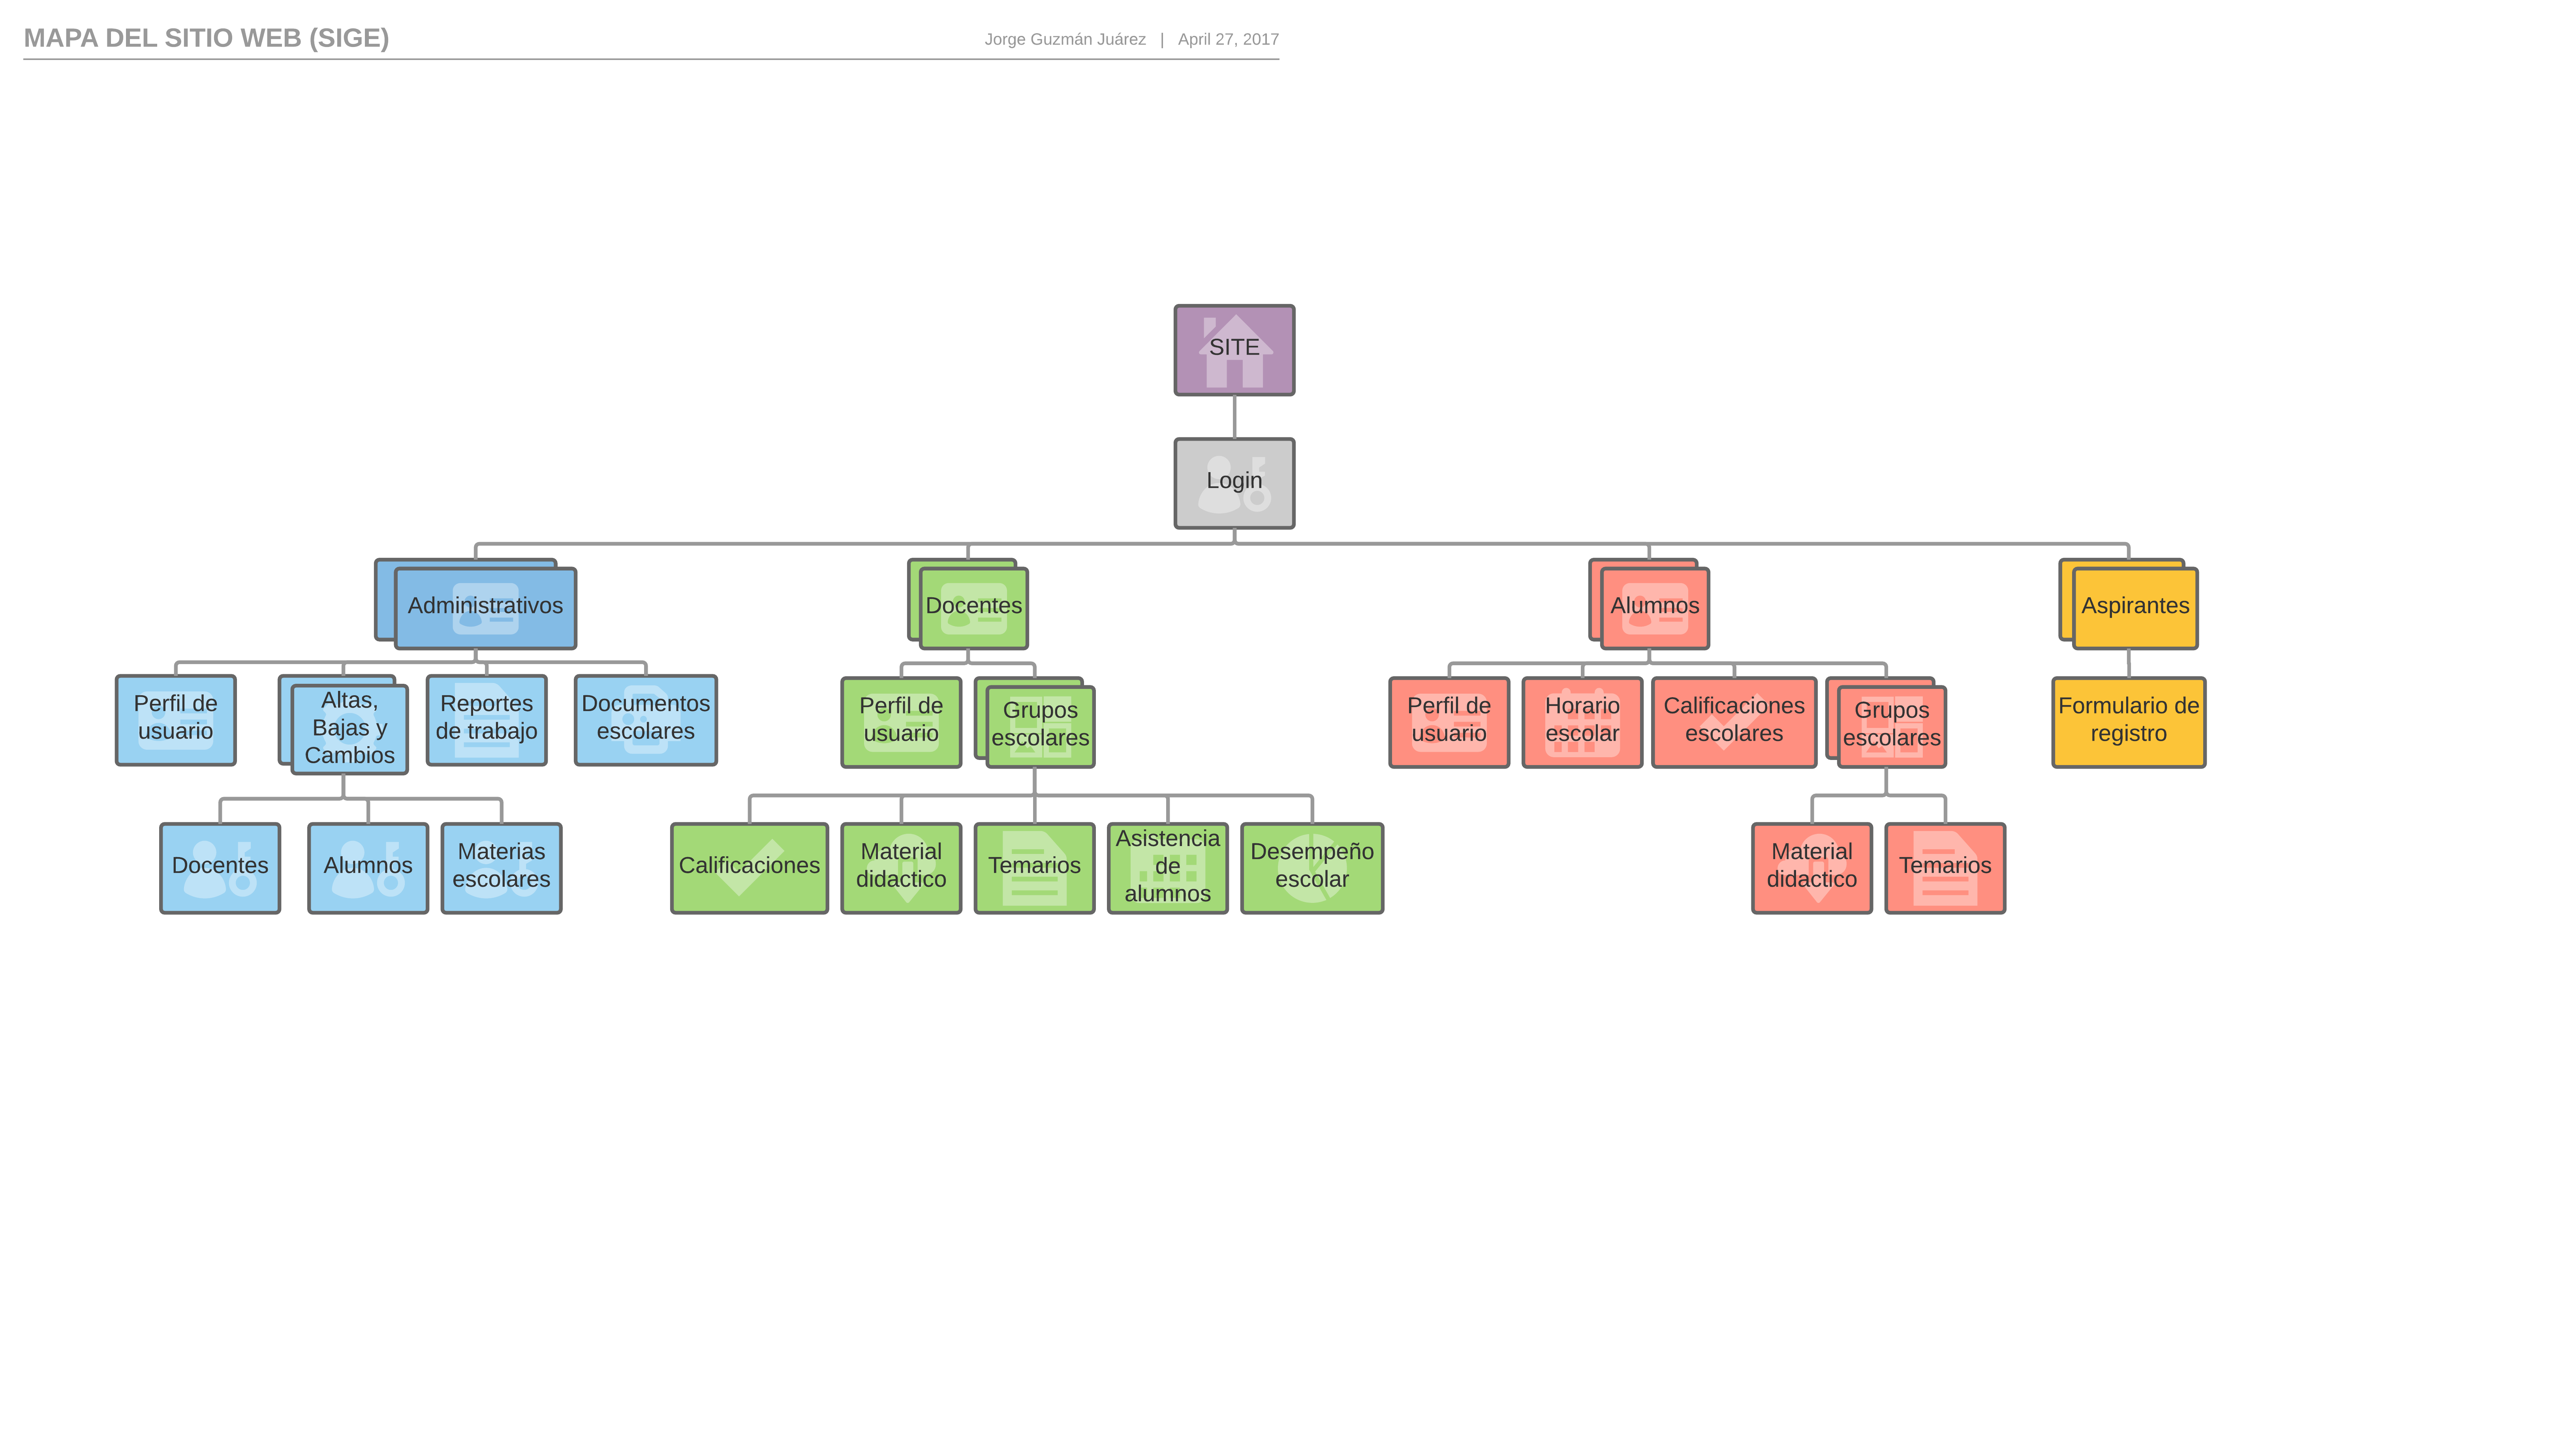 MAPA DEL SITIO WEB (SIGE)
Jorge Guzmán Juárez | April 27, 2017
SITE
Login
Administrativos
Docentes
Alumnos
Aspirantes
Perfil de
usuario
Altas,
Bajas y
Cambios
Reportes
de trabajo
Documentos
escolares
Perfil de
usuario
Grupos
escolares
Perfil de
usuario
Horario
escolar
Calificaciones
escolares
Grupos
escolares
Formulario de
registro
Docentes
Alumnos
Materias
escolares
Calificaciones
Material
didactico
Temarios
Asistencia
de
alumnos
Desempeño
escolar
Material
didactico
Temarios